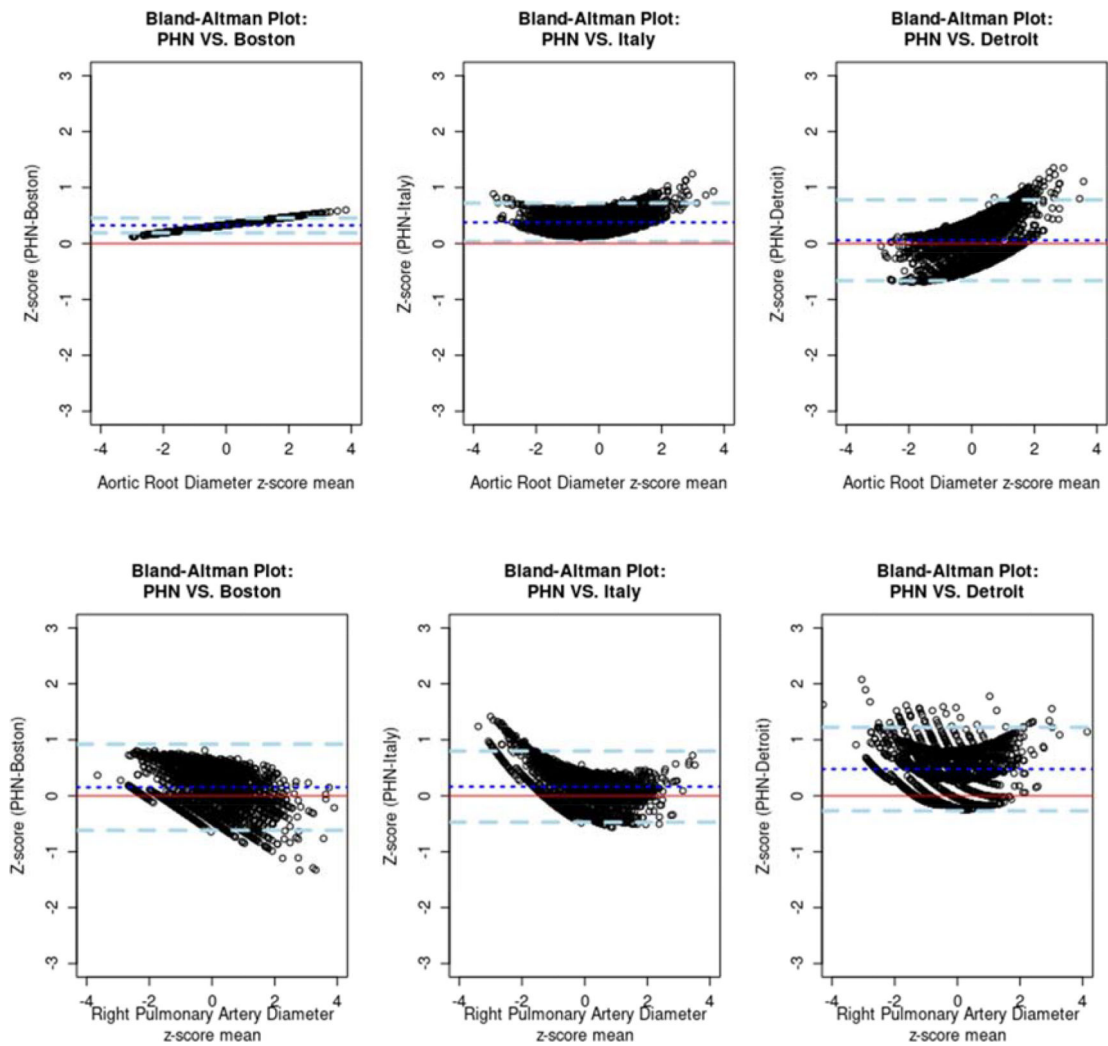 Bland-Altman Plot:
PHN VS. Boston
3
2
1
0
-1
-2
-3
Z-score (PHN-Boston)
-4 -2 0 2 4
Aortic Root Diameter z-score mean
Bland-Altman Plot:
PHN VS. Italy
3
2
1
0
-1
-2
-3
Z-score (PHN-Italy)
-4 -2 0 2 4
Aortic Root Diameter z-score mean
Bland-Altman Plot:
PHN VS. Detroit
3
2
1
0
-1
-2
-3
Z-score (PHN-Detroit)
-4 -2 0 2 4
Aortic Root Diameter z-score mean
Bland-Altman Plot:
PHN VS. Boston
3
2
1
0
-1
-2
-3
Z-score (PHN-Boston)
-4 -2 0 2 4
Right Pulmonary Artery Diameter
z-score mean
Bland-Altman Plot:
PHN VS. Italy
3
2
1
0
-1
-2
-3
Z-score (PHN-Italy)
-4 -2 0 2 4
Right Pulmonary Artery Diameter
z-score mean
Bland-Altman Plot:
PHN VS. Detroit
3
2
1
0
-1
-2
-3
Z-score (PHN-Detroit)
-4 -2 0 2 4
Right Pulmonary Artery Diameter
z-score mean